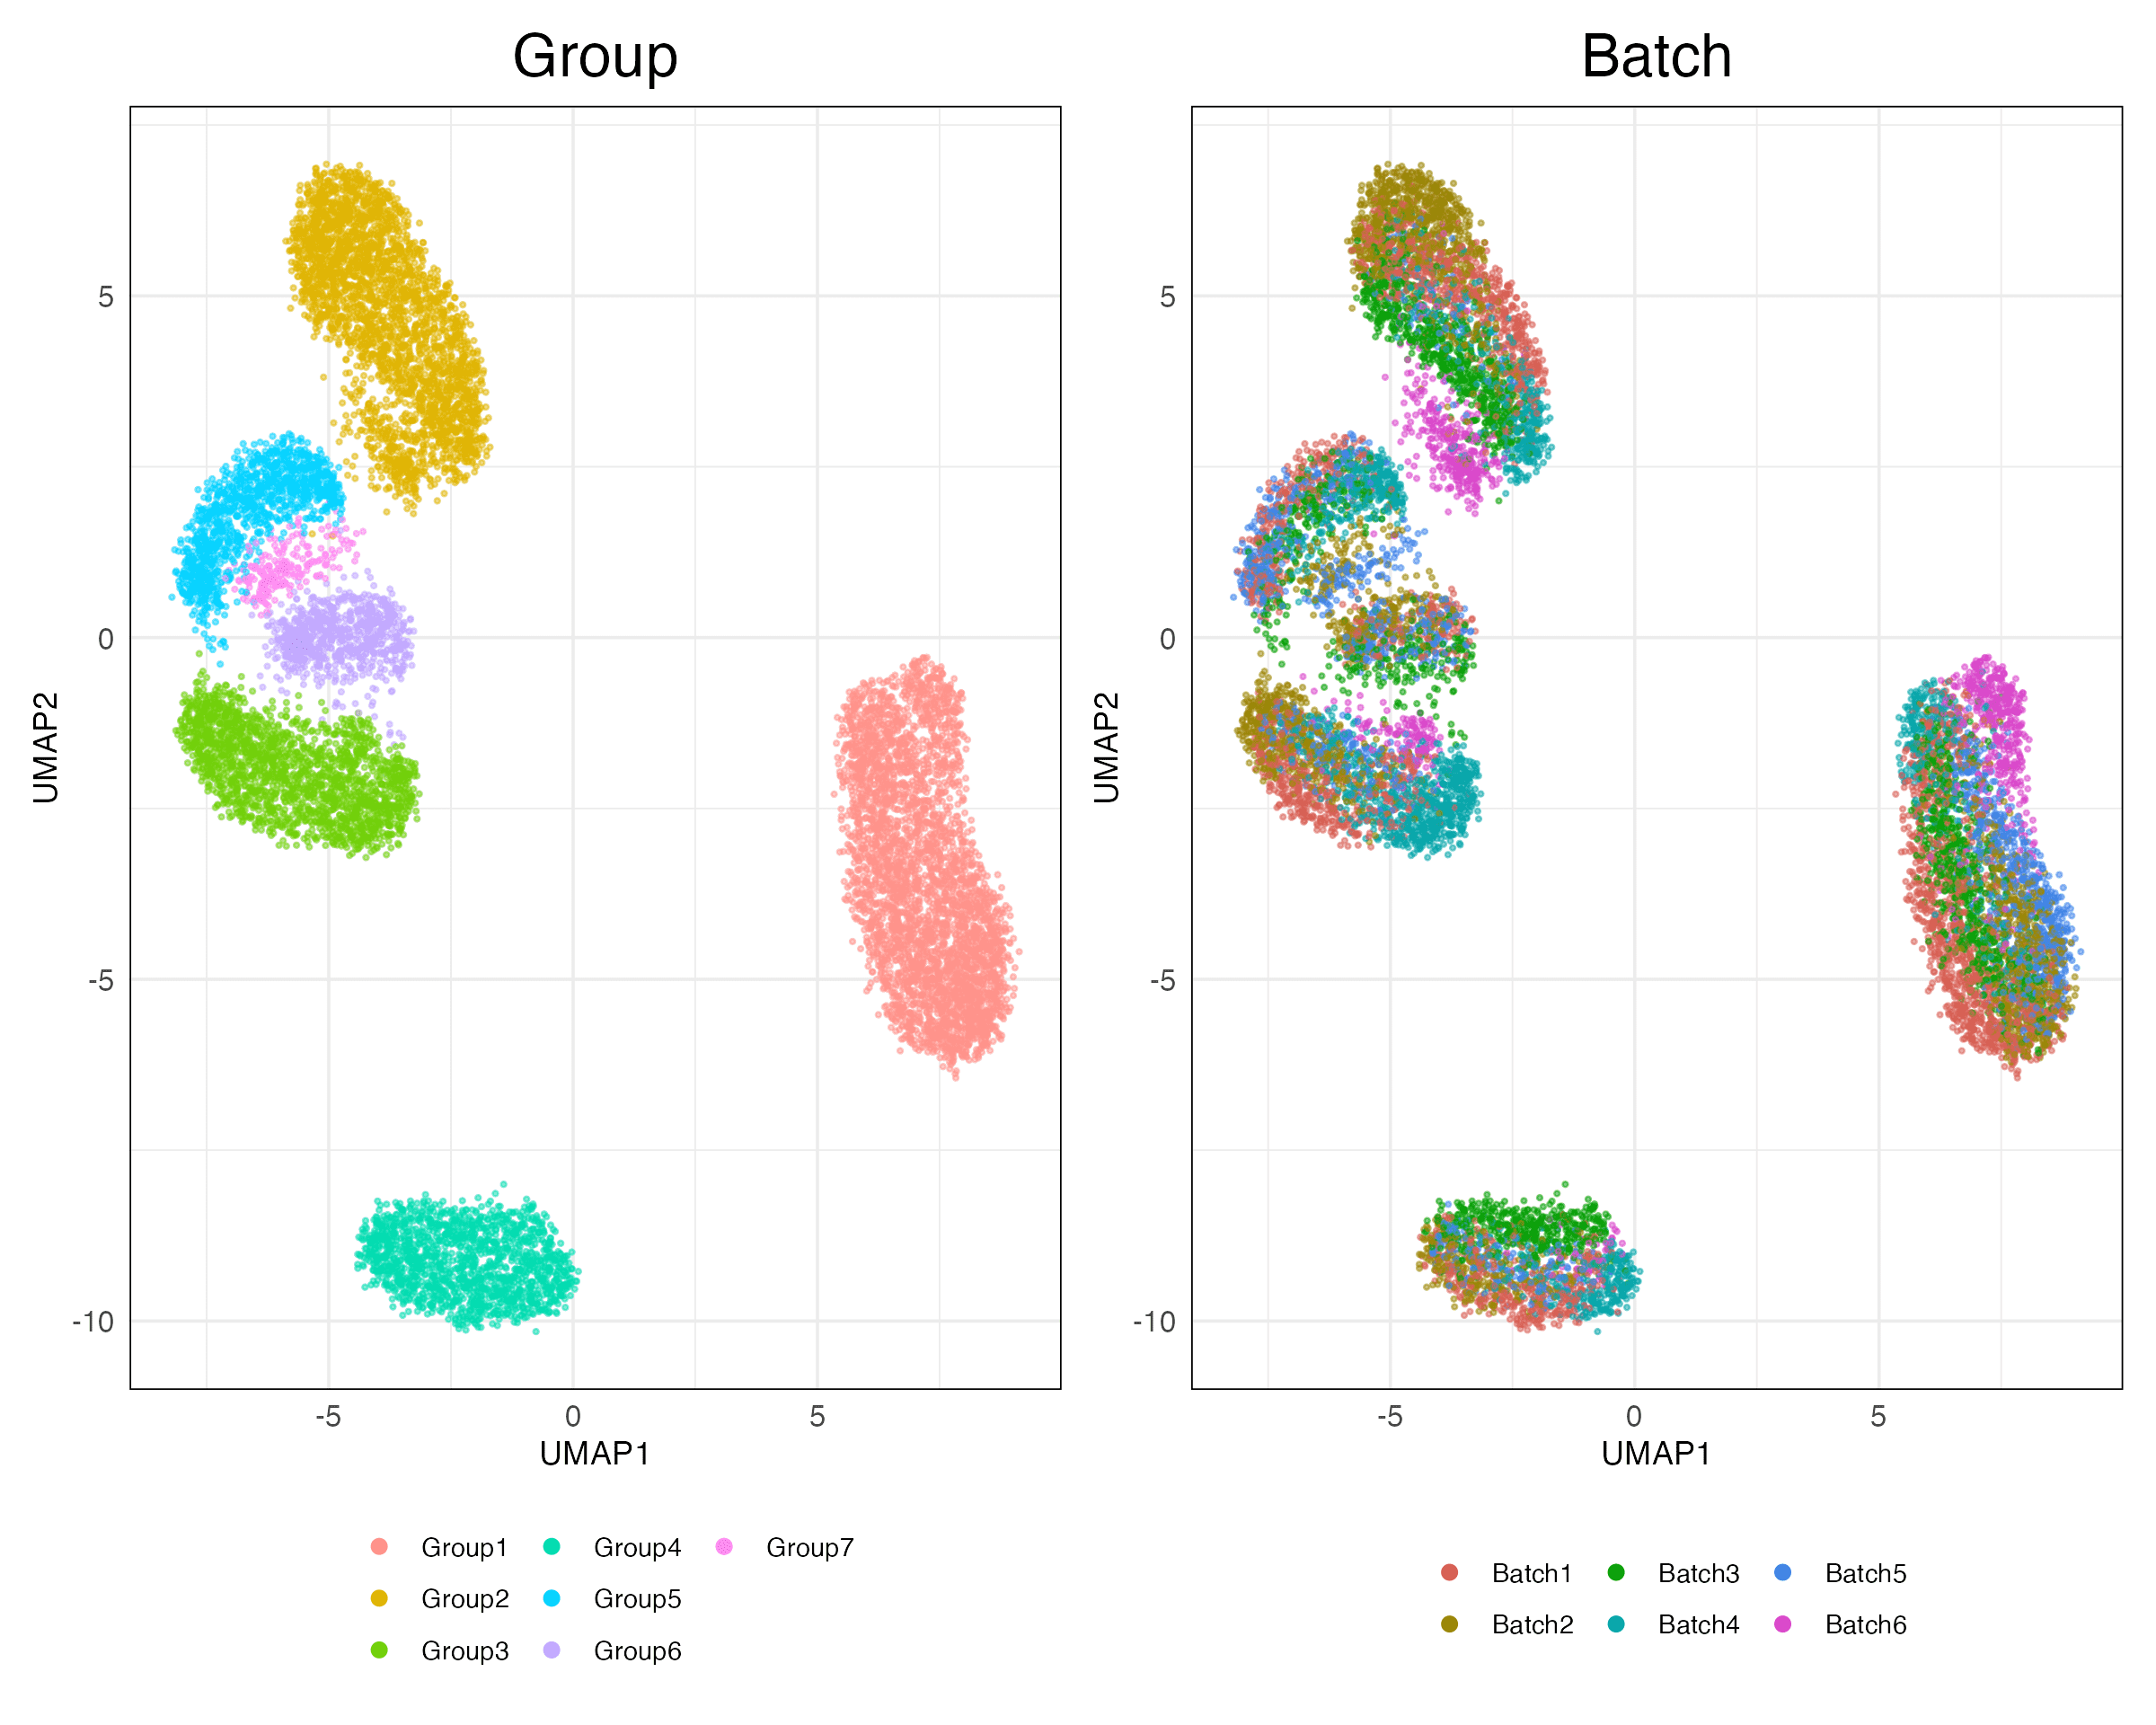 Group
Batch
5
0
-5
-10
UMAP2
-5 0 5
UMAP1
5
0
-5
-10
UMAP2
-5 0 5
UMAP1
Group1 Group4 Group7
Group2 Group5
Group3 Group6
Batch1 Batch3 Batch5
Batch2 Batch4 Batch6